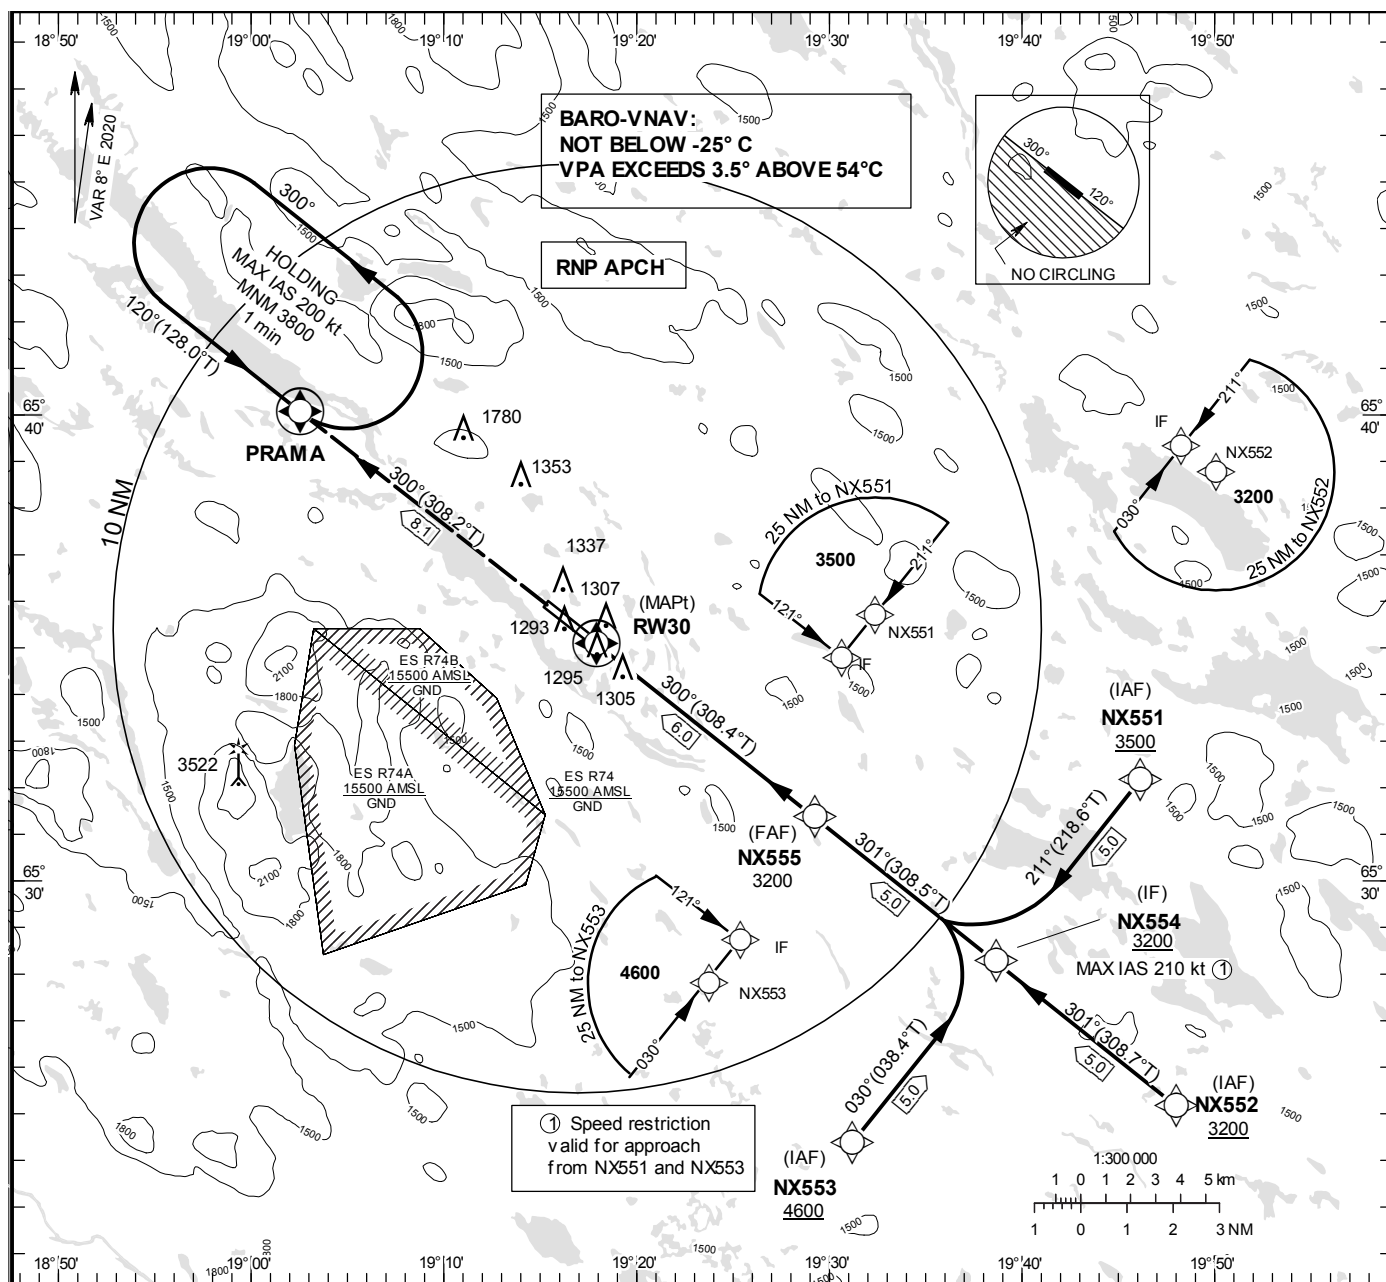 18°50' 19°00' 19°10' 19°20' 19°30' 19°40' 19°50'
VAR 8° E 2020
BARO-VNAV:
NOT BELOW -25° C
VPA EXCEEDS 3.5° ABOVE 54°C
RNP APCH
300°
120°
NO CIRCLING
300°
HOLDING
MAX IAS 200 kt
MNM 3800
1 min
120°(128.0°T)
PRAMA
10 NM
65°
40'
65°
40'
1780
1353
300°(308.2°T)
8.1
1337
1307
1293
1295
1305
(MAPt)
RW30
25 NM to NX551
3500
211°
121°
NX551
IF
211°
IF
NX552
3200
030°
25 NM to NX552
ES R74B
15500 AMSL
GND
ES R74A
15500 AMSL
GND
ES R74
15500 AMSL
GND
3522
300°(308.4°T)
6.0
(IAF)
NX551
3500
211°(218.6°T)
5.0
(FAF)
NX555
3200
301°(308.5°T)
5.0
65°
30'
65°
30'
(IF)
NX554
3200
MAX IAS 210 kt ①
25 NM to NX553
4600
121°
IF
NX553
030°
301°(308.7°T)
5.0
(IAF)
NX552
3200
030°(038.4°T)
5.0
(IAF)
NX553
4600
① Speed restriction
valid for approach
from NX551 and NX553
1:300 000
1 0 1 2 3 4 5 km
1 0 1 2 3 NM
18°50' 19°00' 19°10' 19°20' 19°30' 19°40' 19°50'